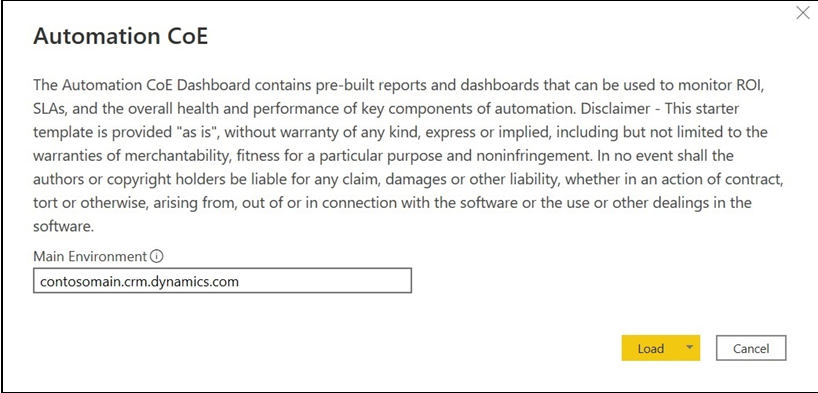 Automation CoE
The Automation CoE Dashboard contains pre-built reports and dashboards that can be used to monitor ROI,
SLAs, and the overall health and performance of key components of automation. Disclaimer - This starter
template is provided "as is", without warranty of any kind, express or implied, including but not limited to the
warranties of merchantability, fitness for a particular purpose and noninfringement. In no event shall the
authors or copyright holders be liable for any claim, damages or other liability, whether in an action of contract,
tort or otherwise, arising from, out of or in connection with the software or the use or other dealings in the
software.
Main Environment
contosomain.crm.dynamics.com
Load
Cancel